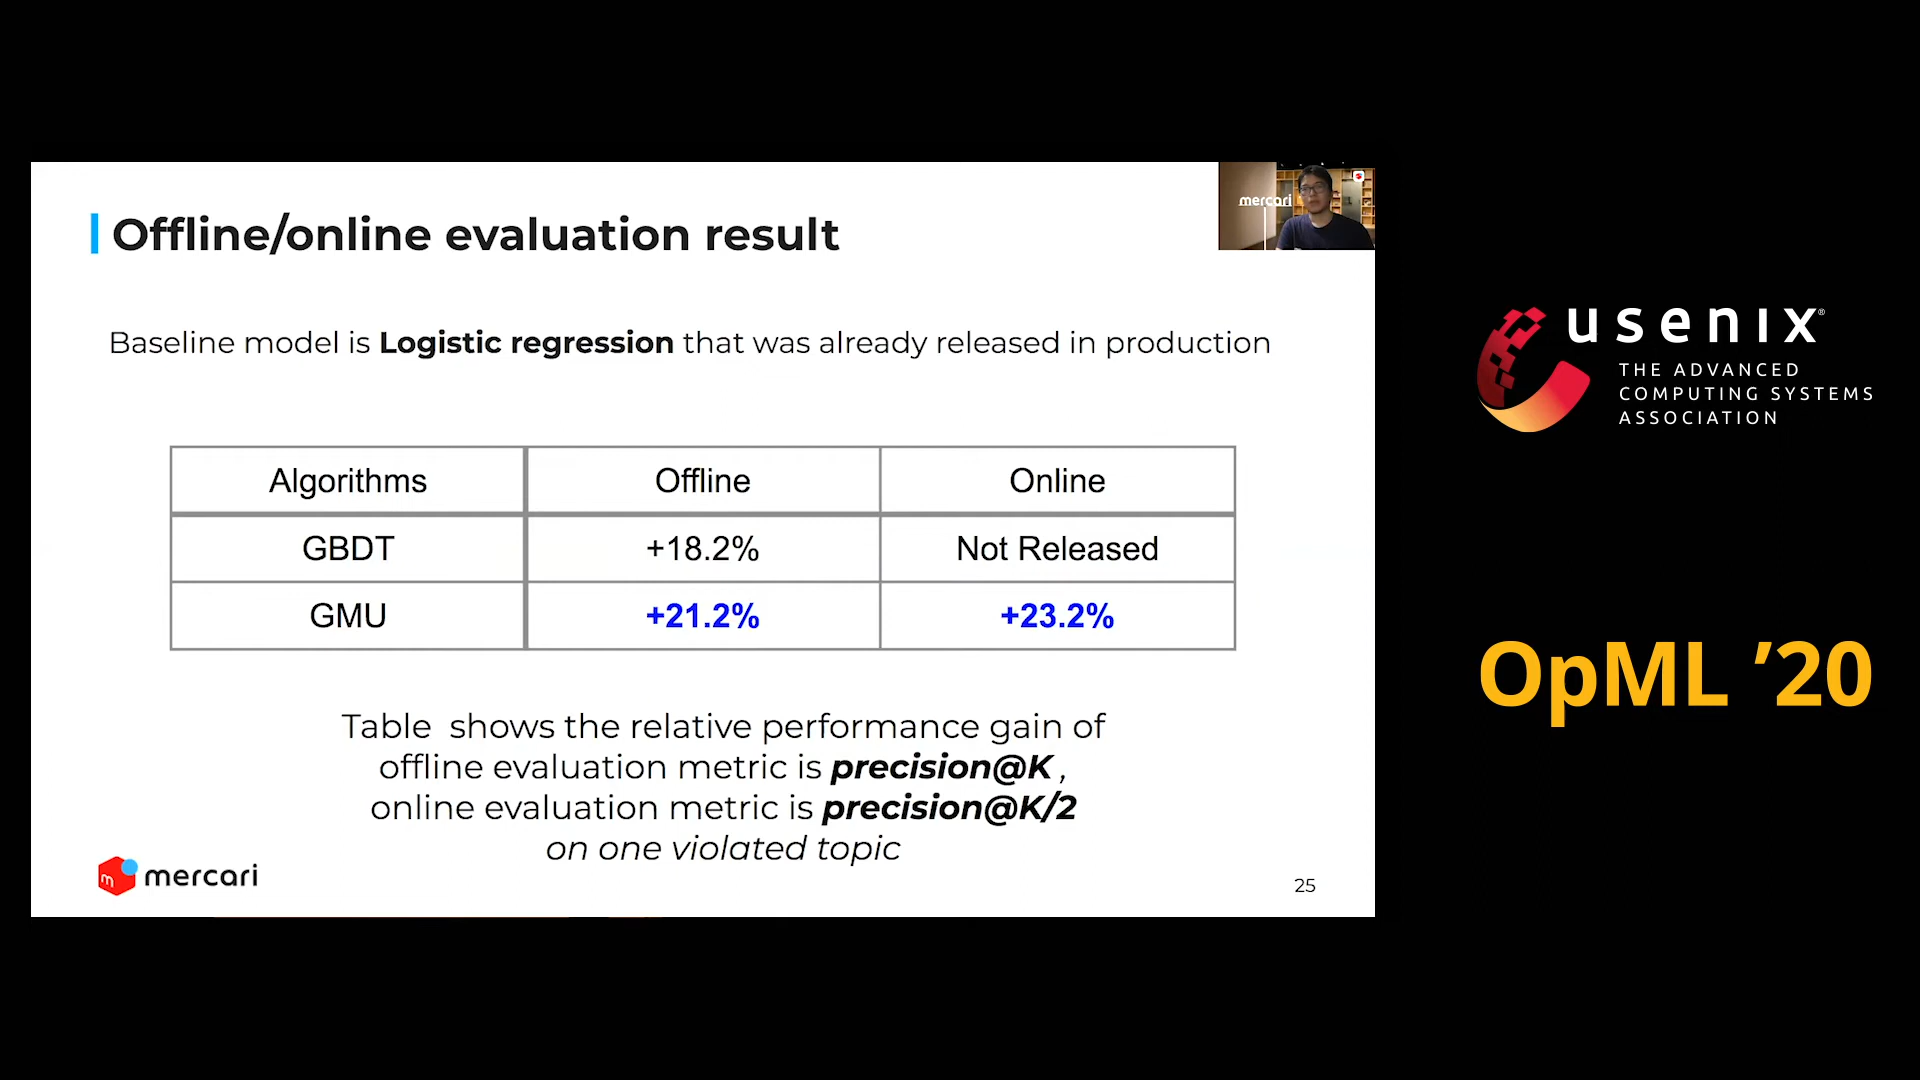 Offline/online evaluation result
mercari
Baseline model is Logistic regression that was already released in production
Algorithms Offline Online
GBDT +18.2% Not Released
GMU +21.2% +23.2%
Table shows the relative performance gain of
offline evaluation metric is precision@K ,
online evaluation metric is precision@K/2
on one violated topic
m mercari
25
usenix®
THE ADVANCED
COMPUTING SYSTEMS
ASSOCIATION
OpML ’20